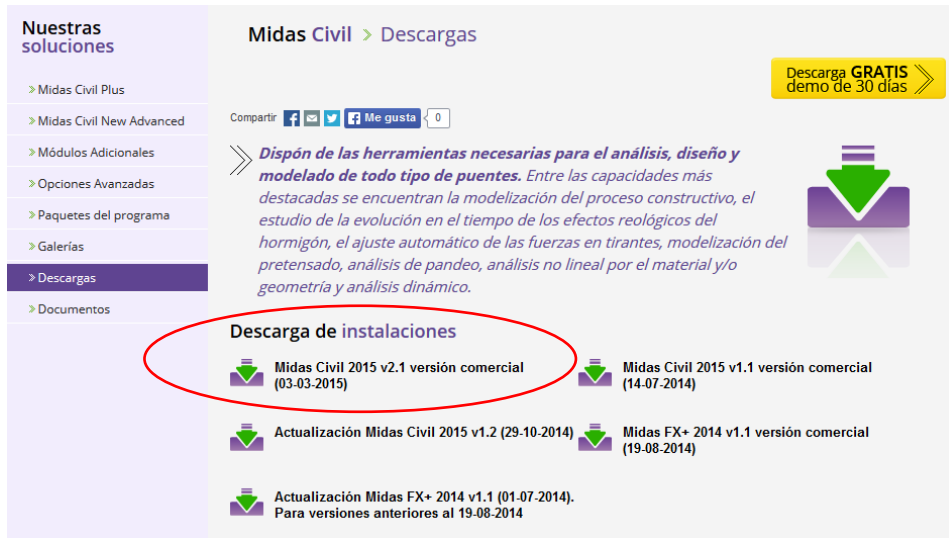 Nuestras
soluciones
Midas Civil Plus
Midas Civil New Advanced
Módulos Adicionales
Opciones Avanzadas
Paquetes del programa
Galerías
Descargas
Documentos
Midas Civil > Descargas
Descarga GRATIS
demo de 30 días
Compartir Me gusta 0
Dispón de las herramientas necesarias para el análisis, diseño y
modelado de todo tipo de puentes. Entre las capacidades más
destacadas se encuentran la modelización del proceso constructivo, el
estudio de la evolución en el tiempo de los efectos reológicos del
hormigón, el ajuste automático de las fuerzas en tirantes, modelización del
pretensado, análisis de pandeo, análisis no lineal por el material y/o
geometría y análisis dinámico.
Descarga de instalaciones
Midas Civil 2015 v2.1 versión comercial
(03-03-2015)
Midas Civil 2015 v1.1 versión comercial
(14-07-2014)
Actualización Midas Civil 2015 v1.2 (29-10-2014)
Midas FX+ 2014 v1.1 versión comercial
(19-08-2014)
Actualización Midas FX+ 2014 v1.1 (01-07-2014).
Para versiones anteriores al 19-08-2014